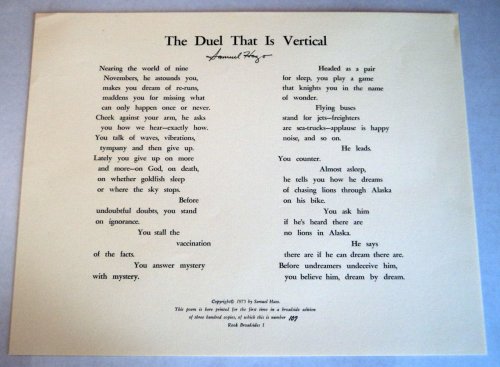 The Duel That Is Vertical
Samuel Hazo
Nearing the world of nine
Novembers, he astounds you,
makes you dream of re-runs,
maddens you for missing what
can only happen once or never.
Cheek against your arm, he asks
you how we hear—exactly how.
You talk of waves, vibrations,
tympany and then give up.
Lately you give up on more
and more—on God, on death,
on whether goldfish sleep
or where the sky stops.
Before
undoubtful doubts, you stand
on ignorance.
You stall the
vaccination
of the facts.
You answer mystery
with mystery.
Headed as a pair
for sleep, you play a game
that knights you in the name
of wonder.
Flying buses
stand for jets—freighters
are sea-trucks—applause is happy
noise, and so on.
He leads.
You counter.
Almost asleep,
he tells you how he dreams
of chasing lions through Alaska
on his bike.
You ask him
if he's heard there are
no lions in Alaska.
He says
there are if he can dream there are.
Before undreamers undeceive him,
you believe him, dream by dream.
Copyright© 1975 by Samuel Hazo.
This poem is here printed for the first time in a broadside edition
of three hundred copies, of which this is number 109
Rook Broadsides I